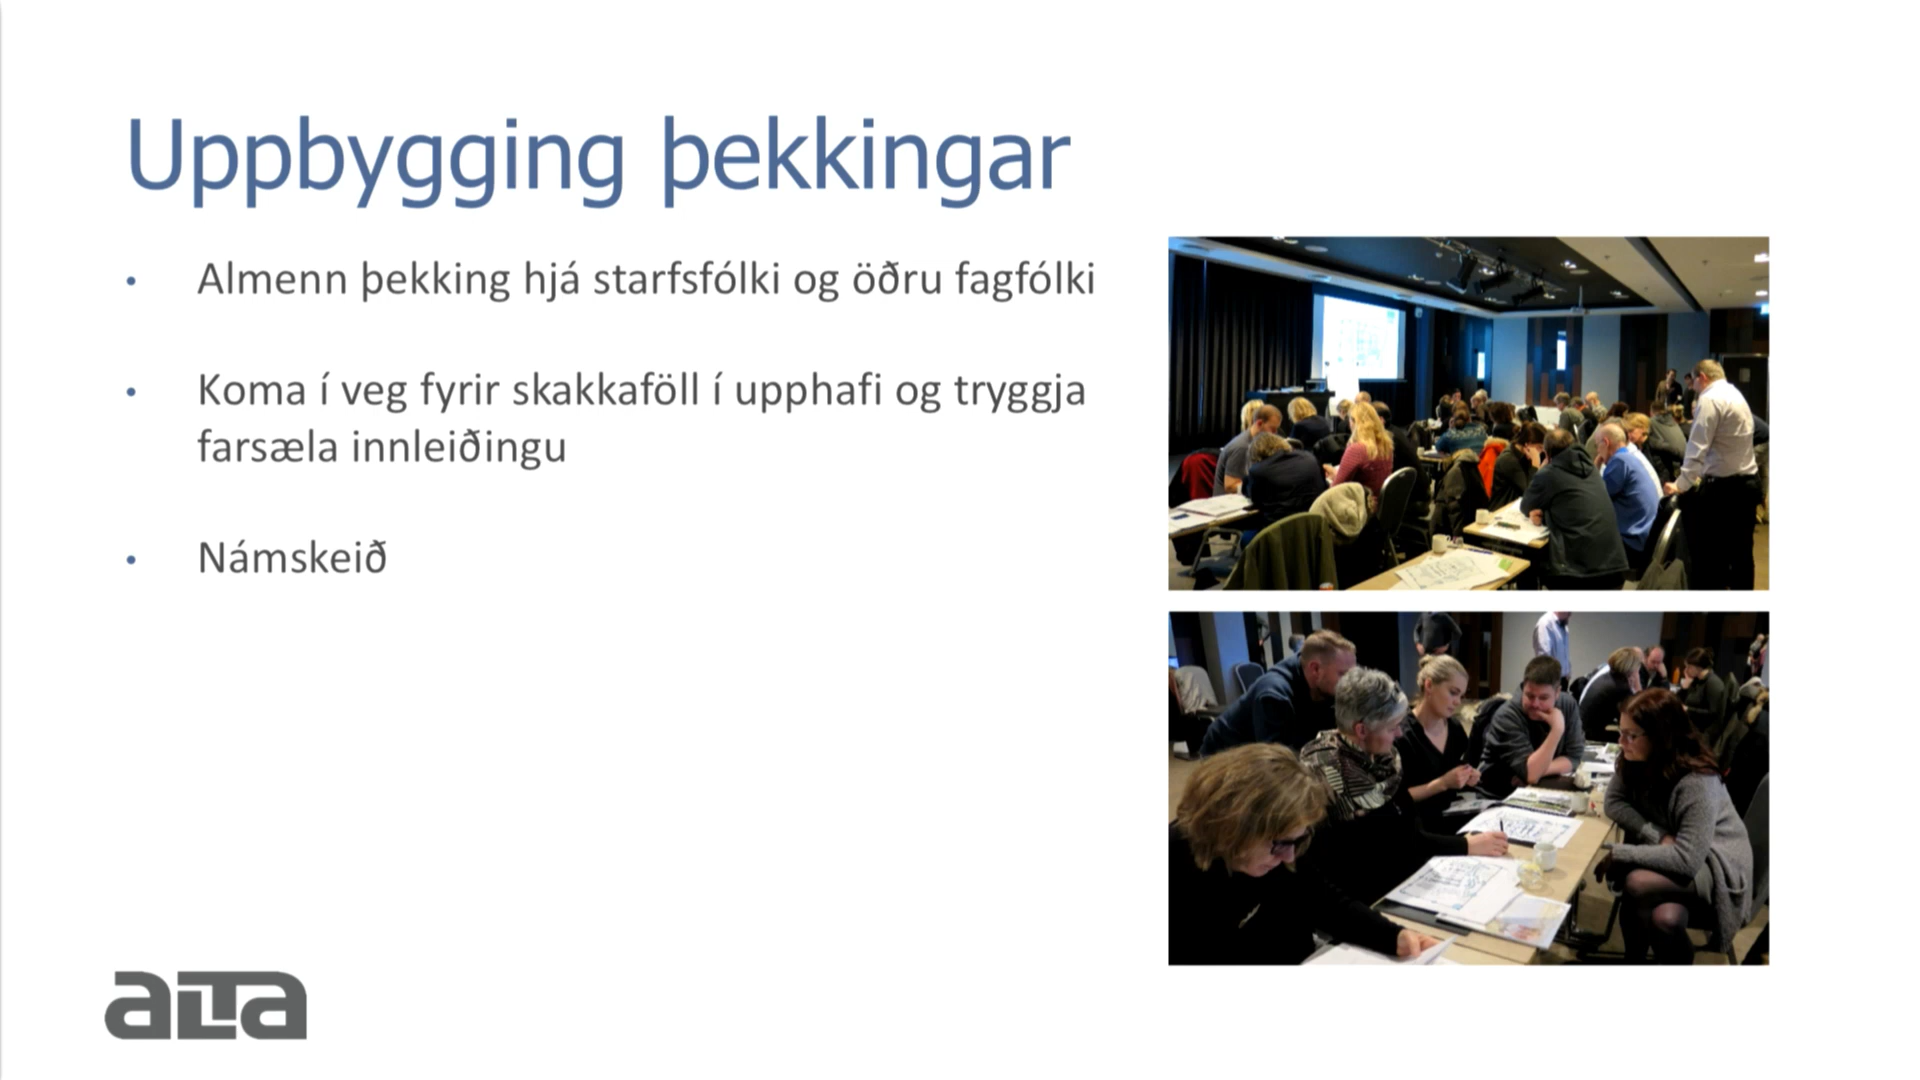 Uppbygging þekkingar
• Almenn þekking hjá starfsfólki og öðru fagfólki
• Koma í veg fyrir skakkaföll í upphafi og tryggja
farsæla innleiðingu
• Námskeið
aLTa